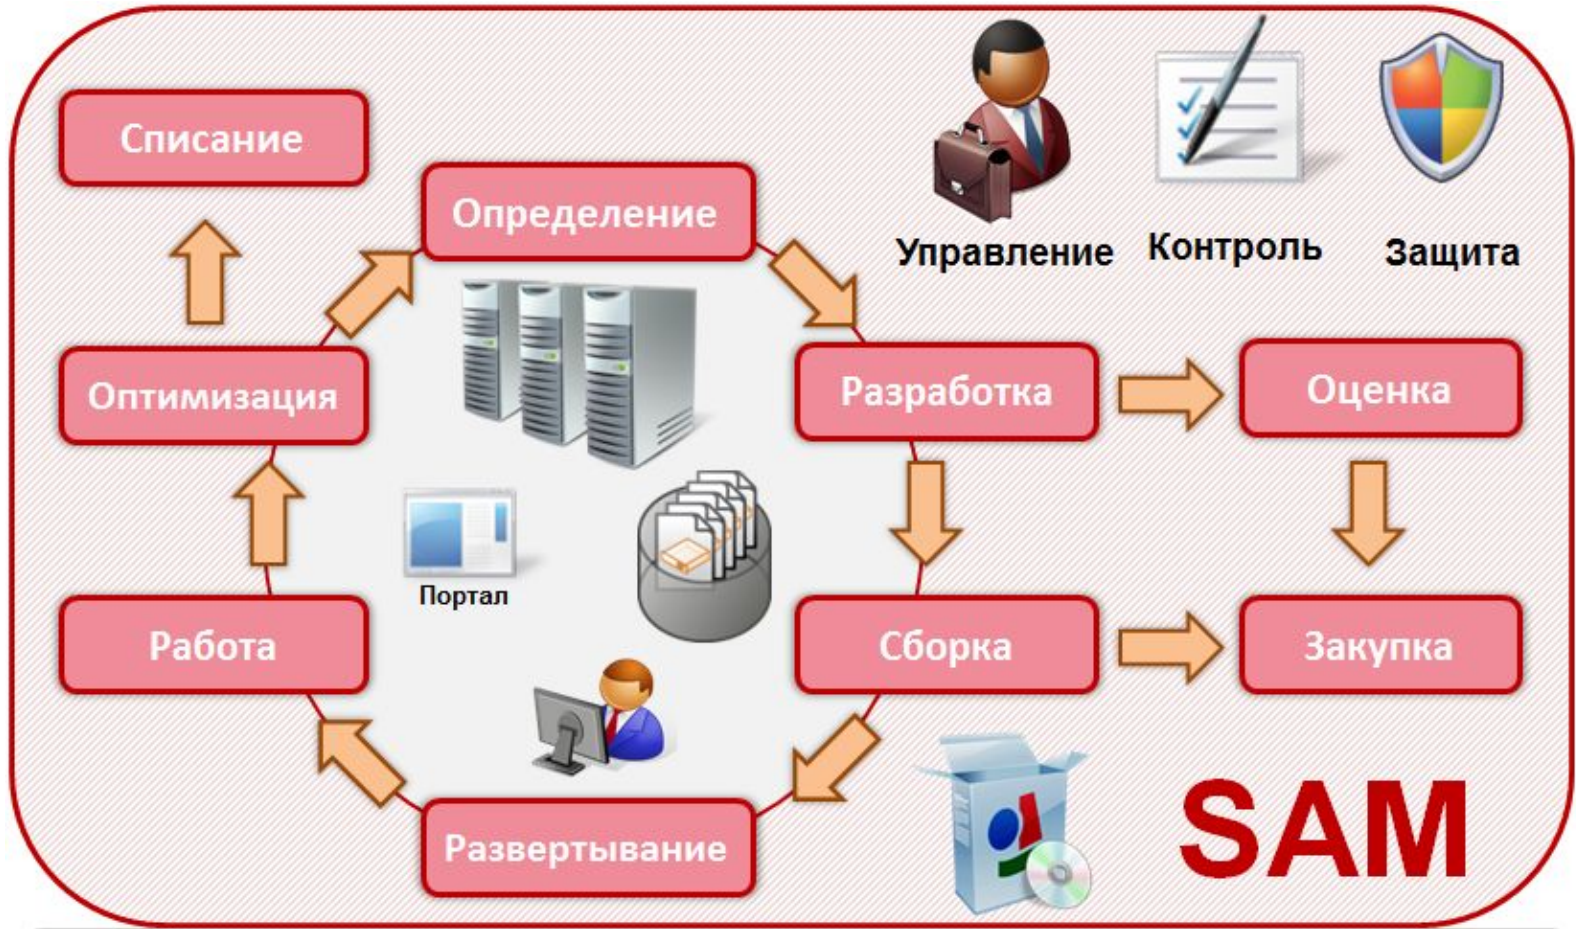 Списание
Определение
Управление
Контроль
Защита
Оптимизация
Разработка
Оценка
Портал
Работа
Сборка
Закупка
Развертывание
SAM